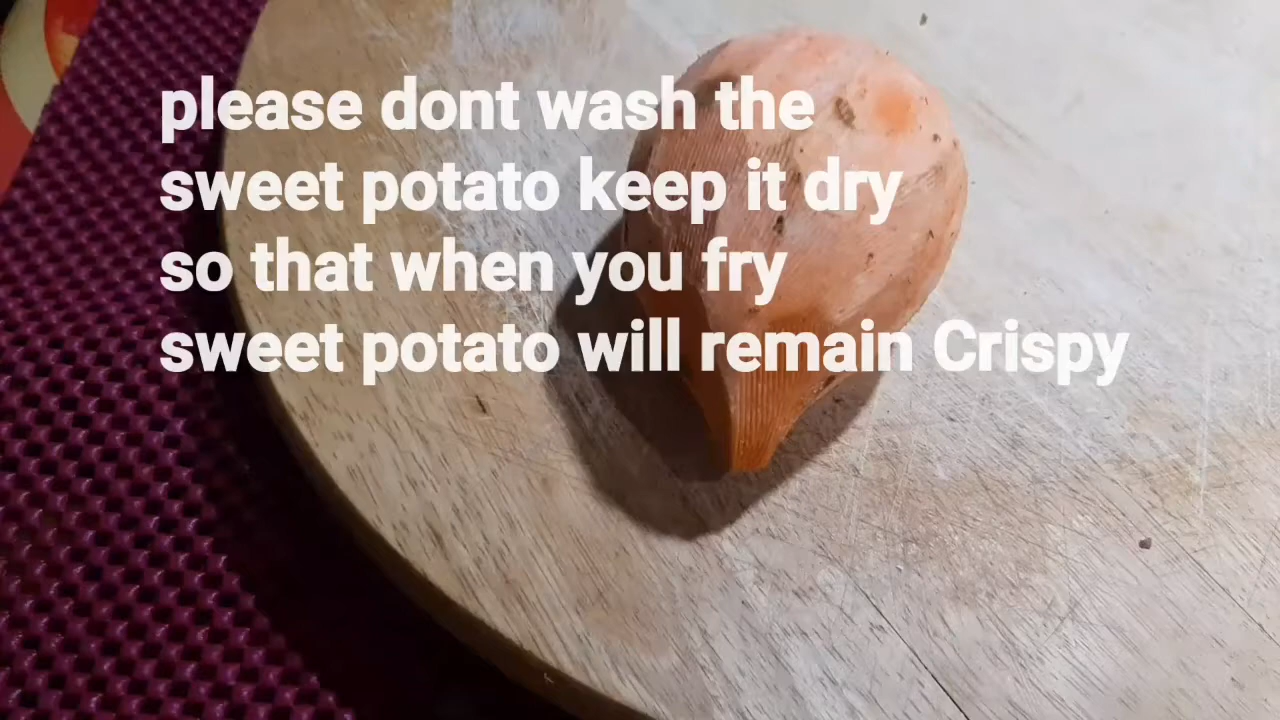 please dont wash the
sweet potato keep it dry
so that when you fry
sweet potato will remain Crispy